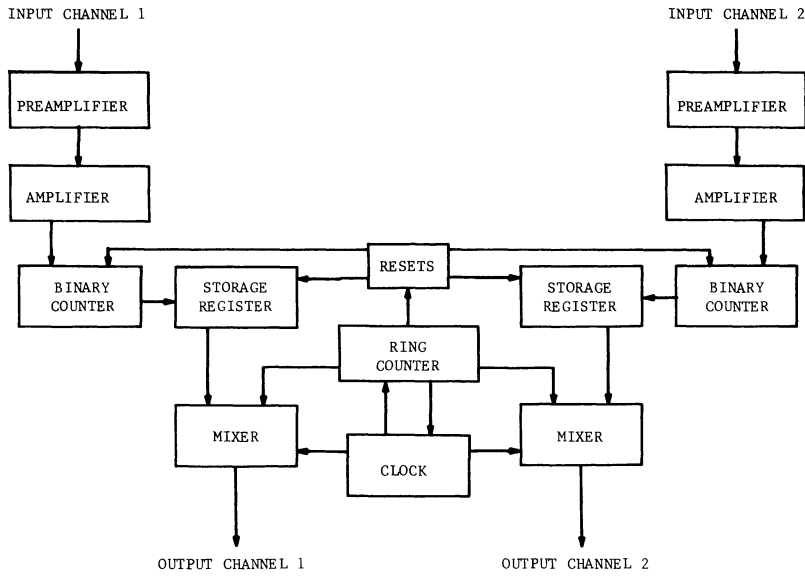 INPUT CHANNEL 1
INPUT CHANNEL 2
PREAMPLIFIER
PREAMPLIFIER
AMPLIFIER
AMPLIFIER
RESETS
BINARY
COUNTER
STORAGE
REGISTER
STORAGE
REGISTER
BINARY
COUNTER
RING
COUNTER
MIXER
MIXER
CLOCK
OUTPUT CHANNEL 1
OUTPUT CHANNEL 2